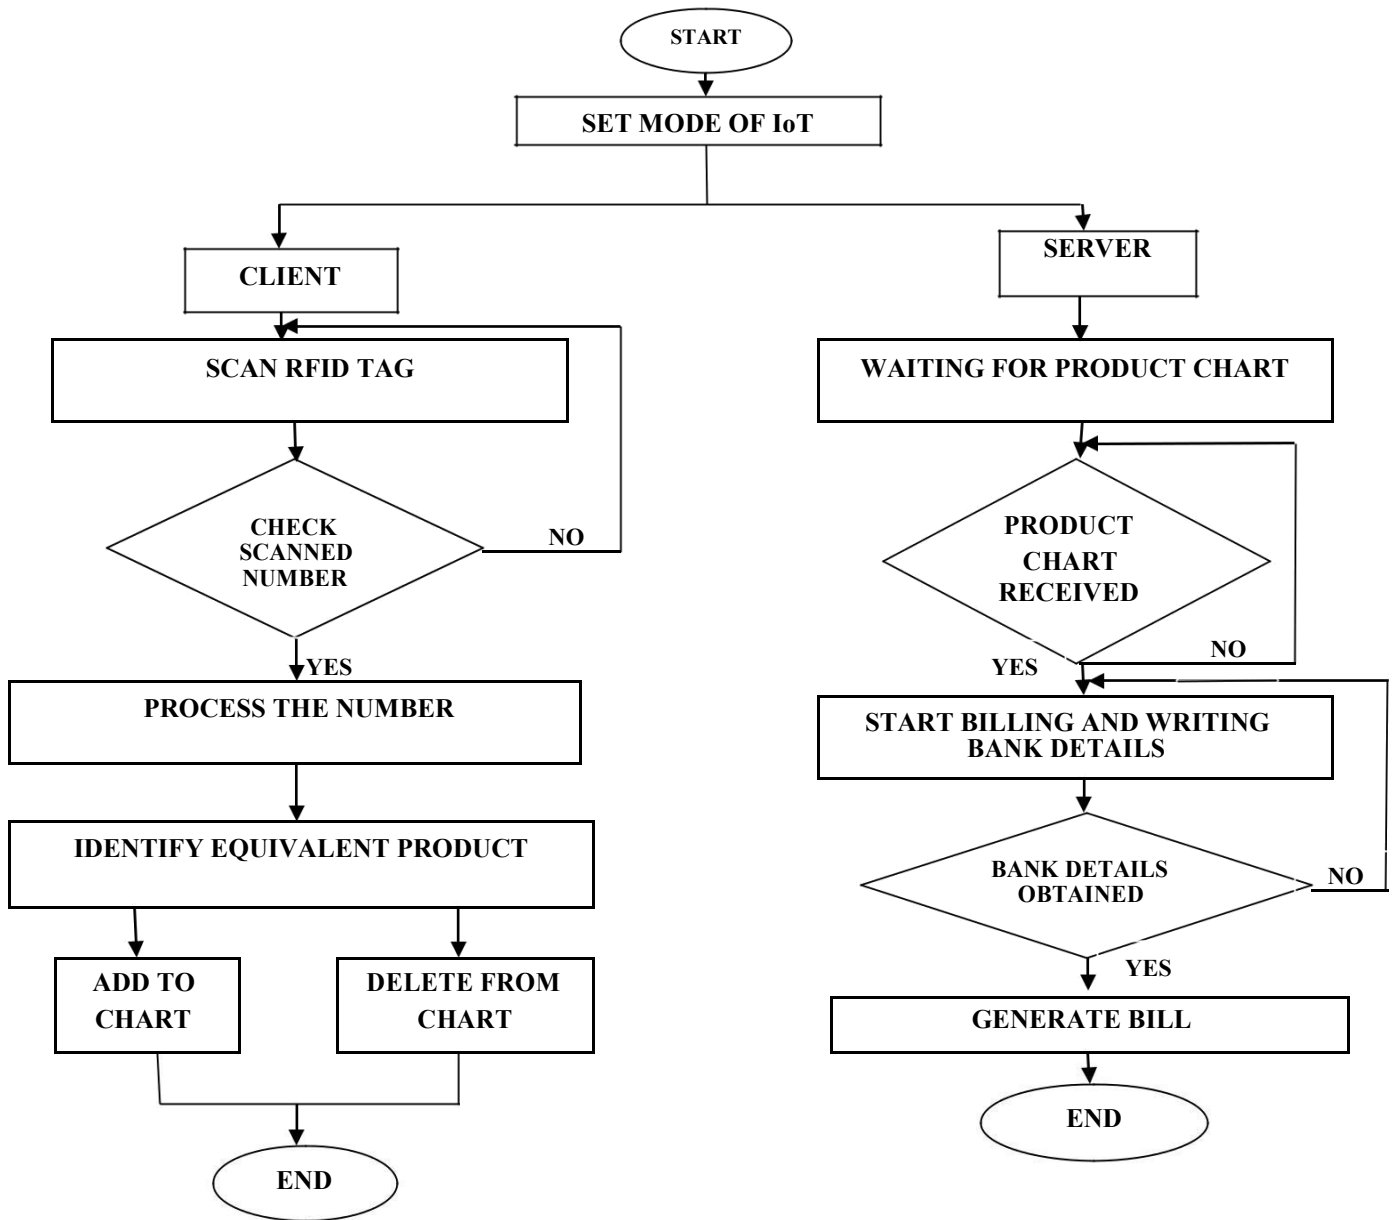 START
SET MODE OF IoT
CLIENT
SERVER
SCAN RFID TAG
WAITING FOR PRODUCT CHART
CHECK
SCANNED
NUMBER
NO
PRODUCT
CHART
RECEIVED
NO
YES
YES
PROCESS THE NUMBER
START BILLING AND WRITING
BANK DETAILS
IDENTIFY EQUIVALENT PRODUCT
BANK DETAILS
OBTAINED
NO
YES
ADD TO
CHART
DELETE FROM
CHART
GENERATE BILL
END
END